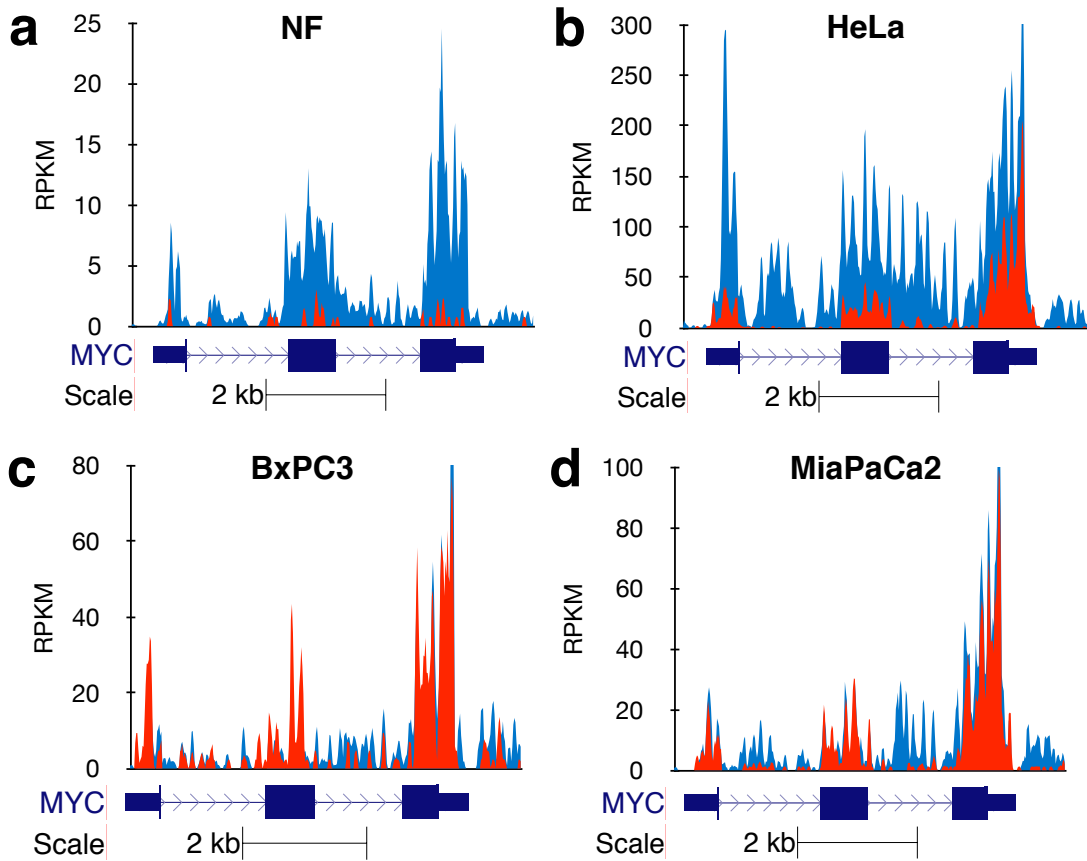 a
NF
RPKM
25
20
15
10
5
0
MYC
Scale
2 kb
b
HeLa
RPKM
300
250
200
150
100
50
0
MYC
Scale
2 kb
c
BxPC3
RPKM
80
60
40
20
0
MYC
Scale
2 kb
d
MiaPaCa2
RPKM
100
80
60
40
20
0
MYC
Scale
2 kb